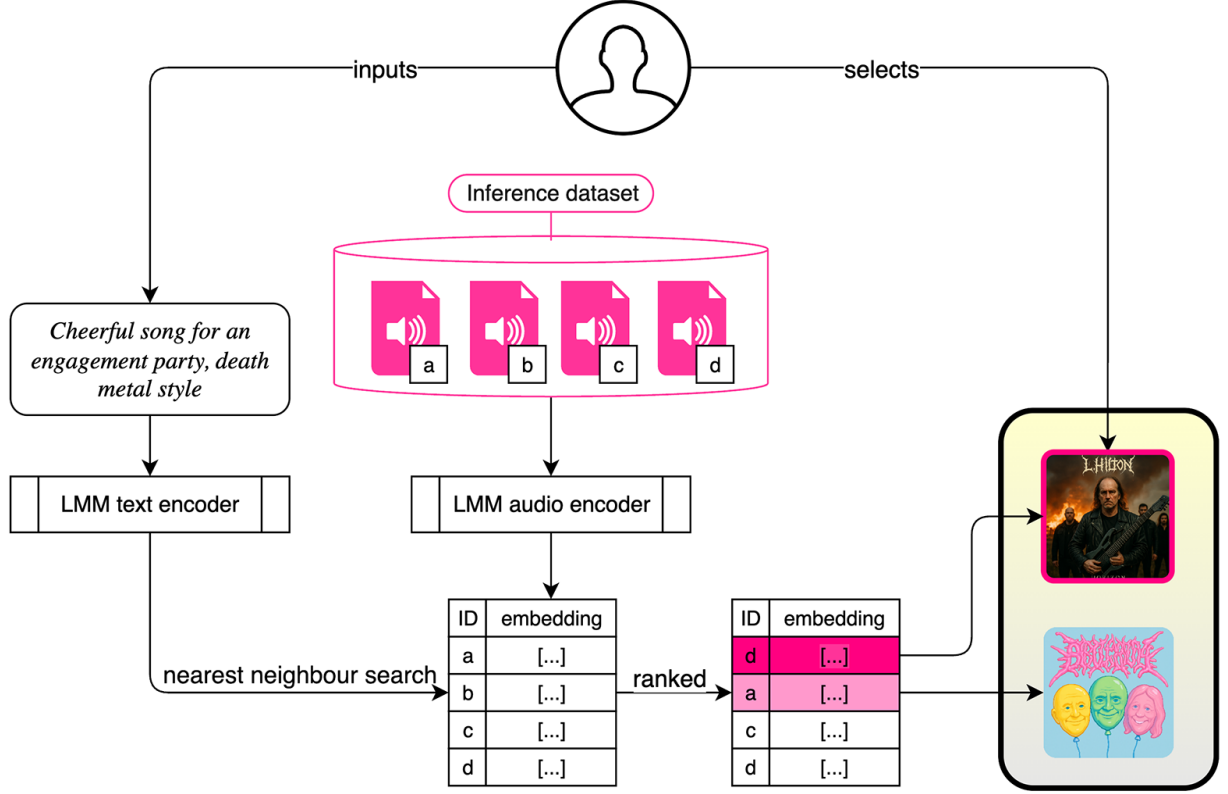 inputs
selects
Inference dataset
a
b
c
d
Cheerful song for an
engagement party, death
metal style
LMM text encoder
LMM audio encoder
L.HILTON
ID embedding
a [...]
b [...]
c [...]
d [...]
nearest neighbour search
ranked
ID embedding
d [...]
a [...]
c [...]
d [...]